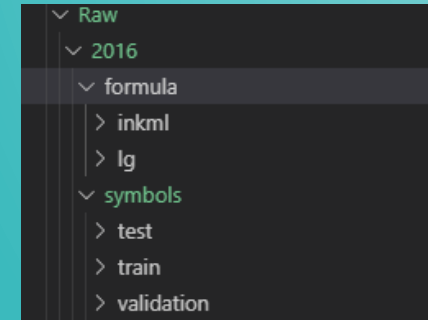 Raw
2016
formula
inkml
lg
symbols
test
train
validation